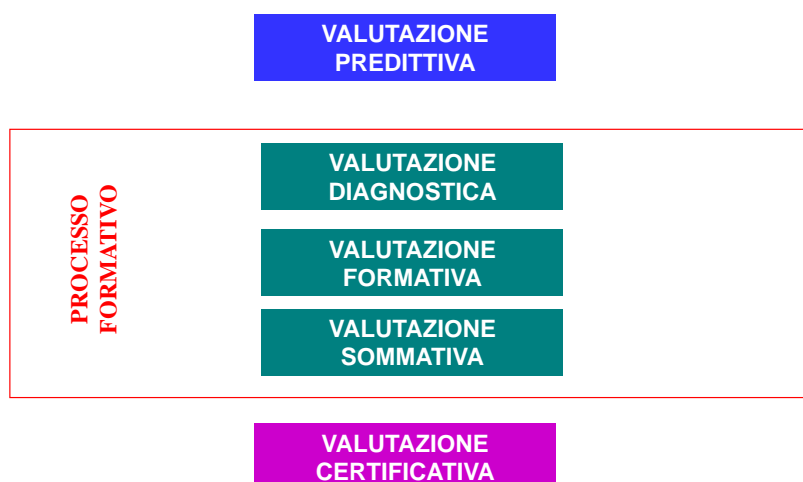 VALUTAZIONE
PREDITTIVA
PROCESSO
FORMATIVO
VALUTAZIONE
DIAGNOSTICA
VALUTAZIONE
FORMATIVA
VALUTAZIONE
SOMMATIVA
VALUTAZIONE
CERTIFICATIVA